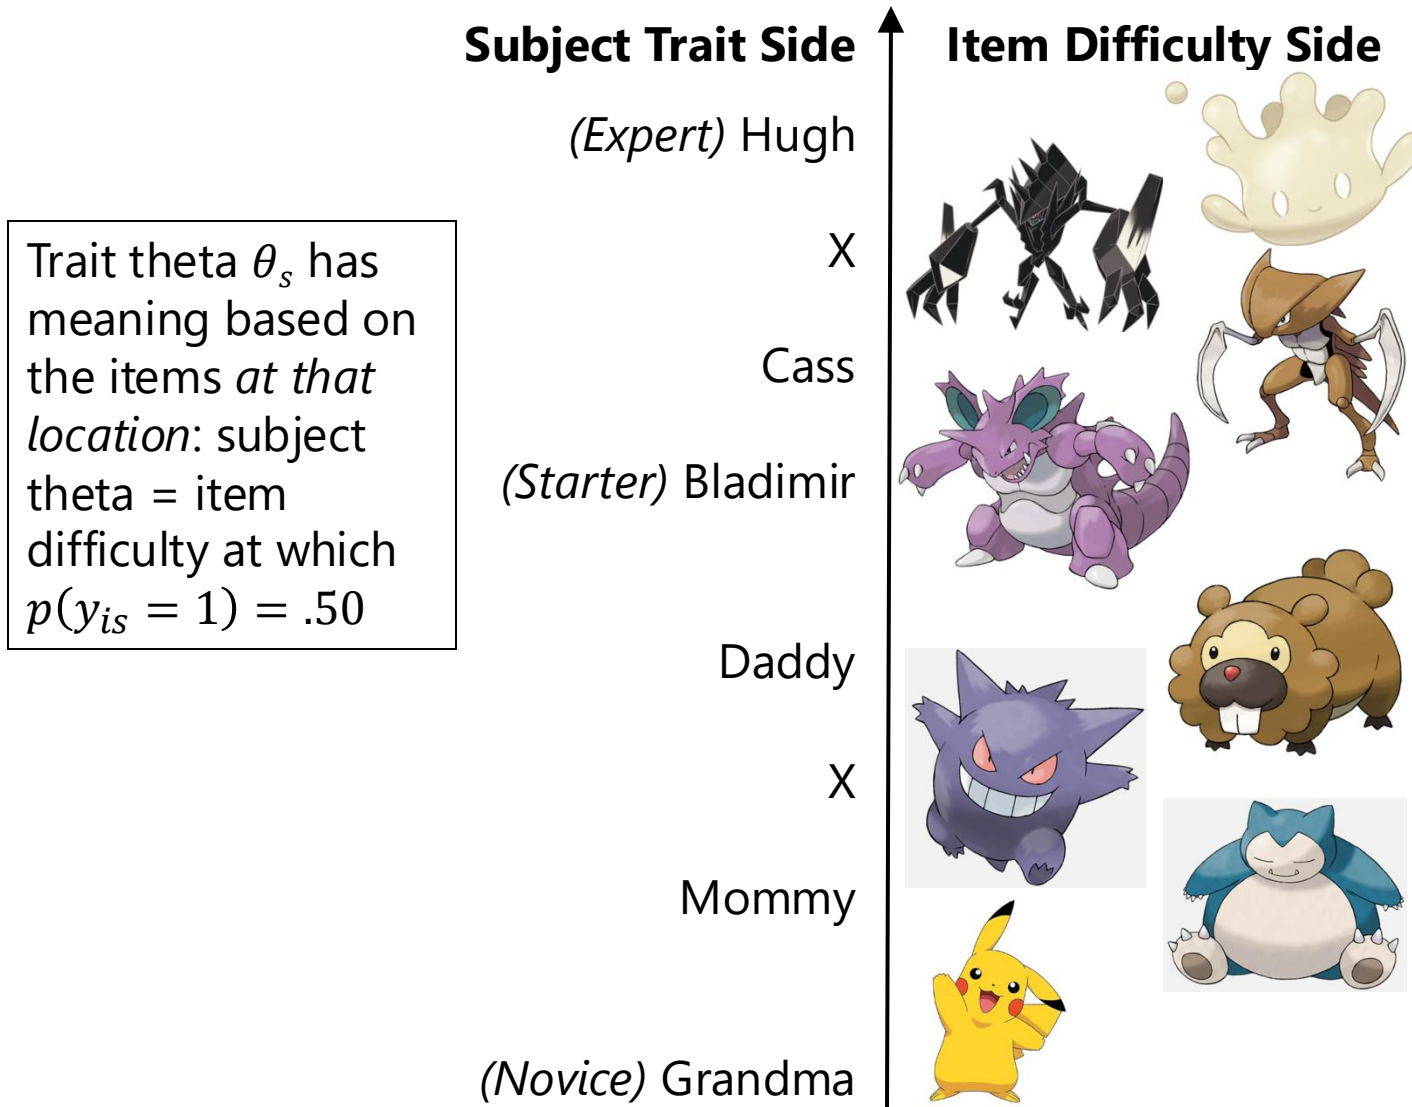 Subject Trait Side
Item Difficulty Side
(Expert) Hugh
X
Cass
(Starter) Bladimir
Daddy
X
Mommy
(Novice) Grandma
Trait theta θₛ has
meaning based on
the items at that
location: subject
theta = item
difficulty at which
p(yᵢₛ = 1) = .50